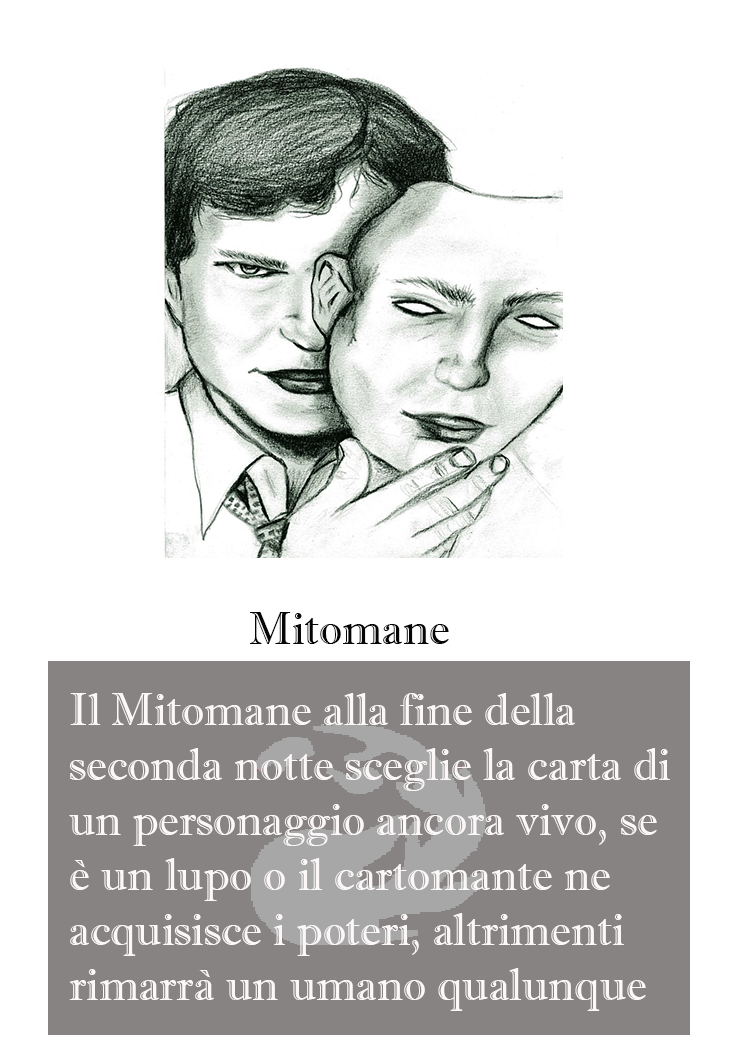 Mitomane
Il Mitomane alla fine della
seconda notte sceglie la carta di
un personaggio ancora vivo, se
è un lupo o il cartomante ne
acquisisce i poteri, altrimenti
rimarrà un umano qualunque